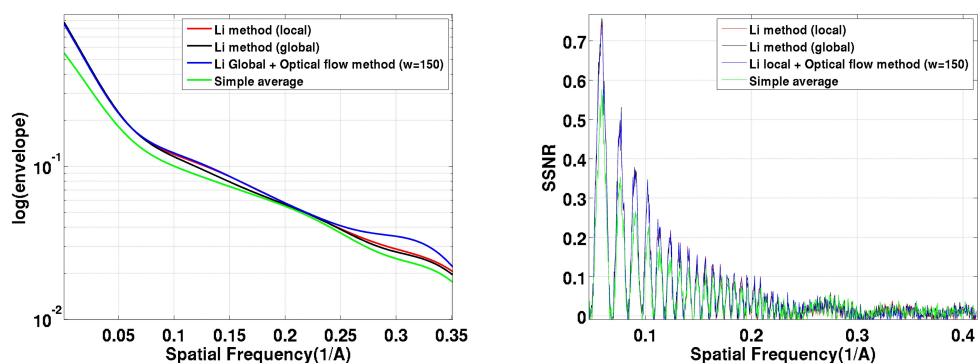 Li method (local)
Li method (global)
Li Global + Optical flow method (w=150)
Simple average
log(envelope)
10^-1
10^-2
0.05 0.1 0.15 0.2 0.25 0.3 0.35
Spatial Frequency(1/A)
Li method (local)
Li method (global)
Li local + Optical flow method (w=150)
Simple average
SSNR
0.7
0.6
0.5
0.4
0.3
0.2
0.1
0
0.1 0.2 0.3 0.4
Spatial Frequency(1/A)